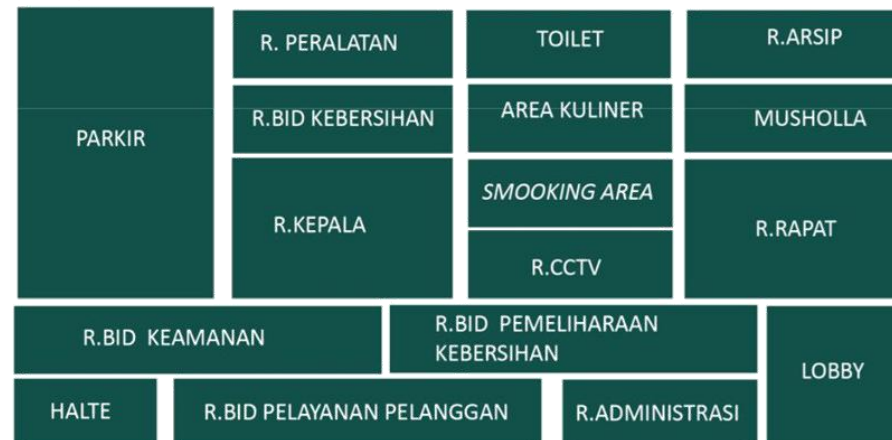 R. PERALATAN
TOILET
R.ARSIP
PARKIR
R.BID KEBERSIHAN
AREA KULINER
MUSHOLLA
R.KEPALA
SMOOKING AREA
R.RAPAT
R.CCTV
R.BID KEAMANAN
R.BID PEMELIHARAAN
KEBERSIHAN
LOBBY
HALTE
R.BID PELAYANAN PELANGGAN
R.ADMINISTRASI